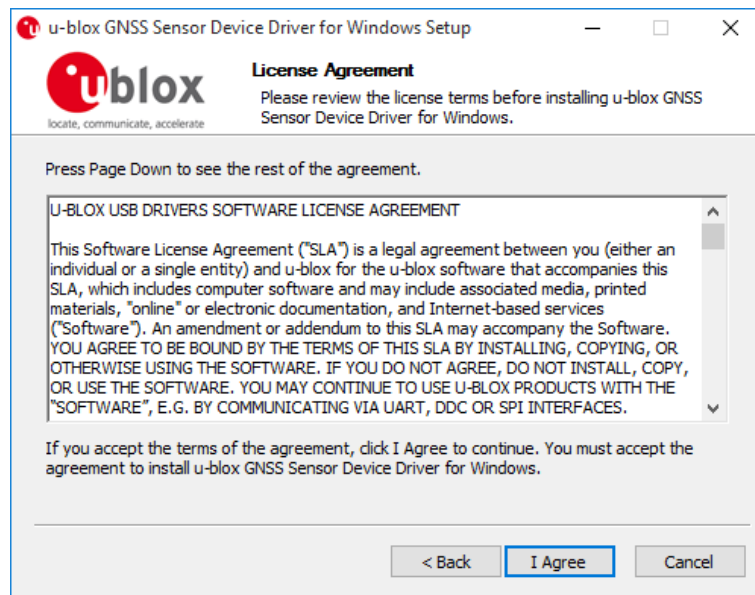 u-blox GNSS Sensor Device Driver for Windows Setup
ublox
locate, communicate, accelerate
License Agreement
Please review the license terms before installing u-blox GNSS
Sensor Device Driver for Windows.
Press Page Down to see the rest of the agreement.
U-BLOX USB DRIVERS SOFTWARE LICENSE AGREEMENT
This Software License Agreement ("SLA") is a legal agreement between you (either an
individual or a single entity) and u-blox for the u-blox software that accompanies this
SLA, which includes computer software and may include associated media, printed
materials, "online" or electronic documentation, and Internet-based services
("Software"). An amendment or addendum to this SLA may accompany the Software.
YOU AGREE TO BE BOUND BY THE TERMS OF THIS SLA BY INSTALLING, COPYING, OR
OTHERWISE USING THE SOFTWARE. IF YOU DO NOT AGREE, DO NOT INSTALL, COPY,
OR USE THE SOFTWARE. YOU MAY CONTINUE TO USE U-BLOX PRODUCTS WITH THE
“SOFTWARE”, E.G. BY COMMUNICATING VIA UART, DDC OR SPI INTERFACES.
If you accept the terms of the agreement, click I Agree to continue. You must accept the
agreement to install u-blox GNSS Sensor Device Driver for Windows.
< Back
I Agree
Cancel